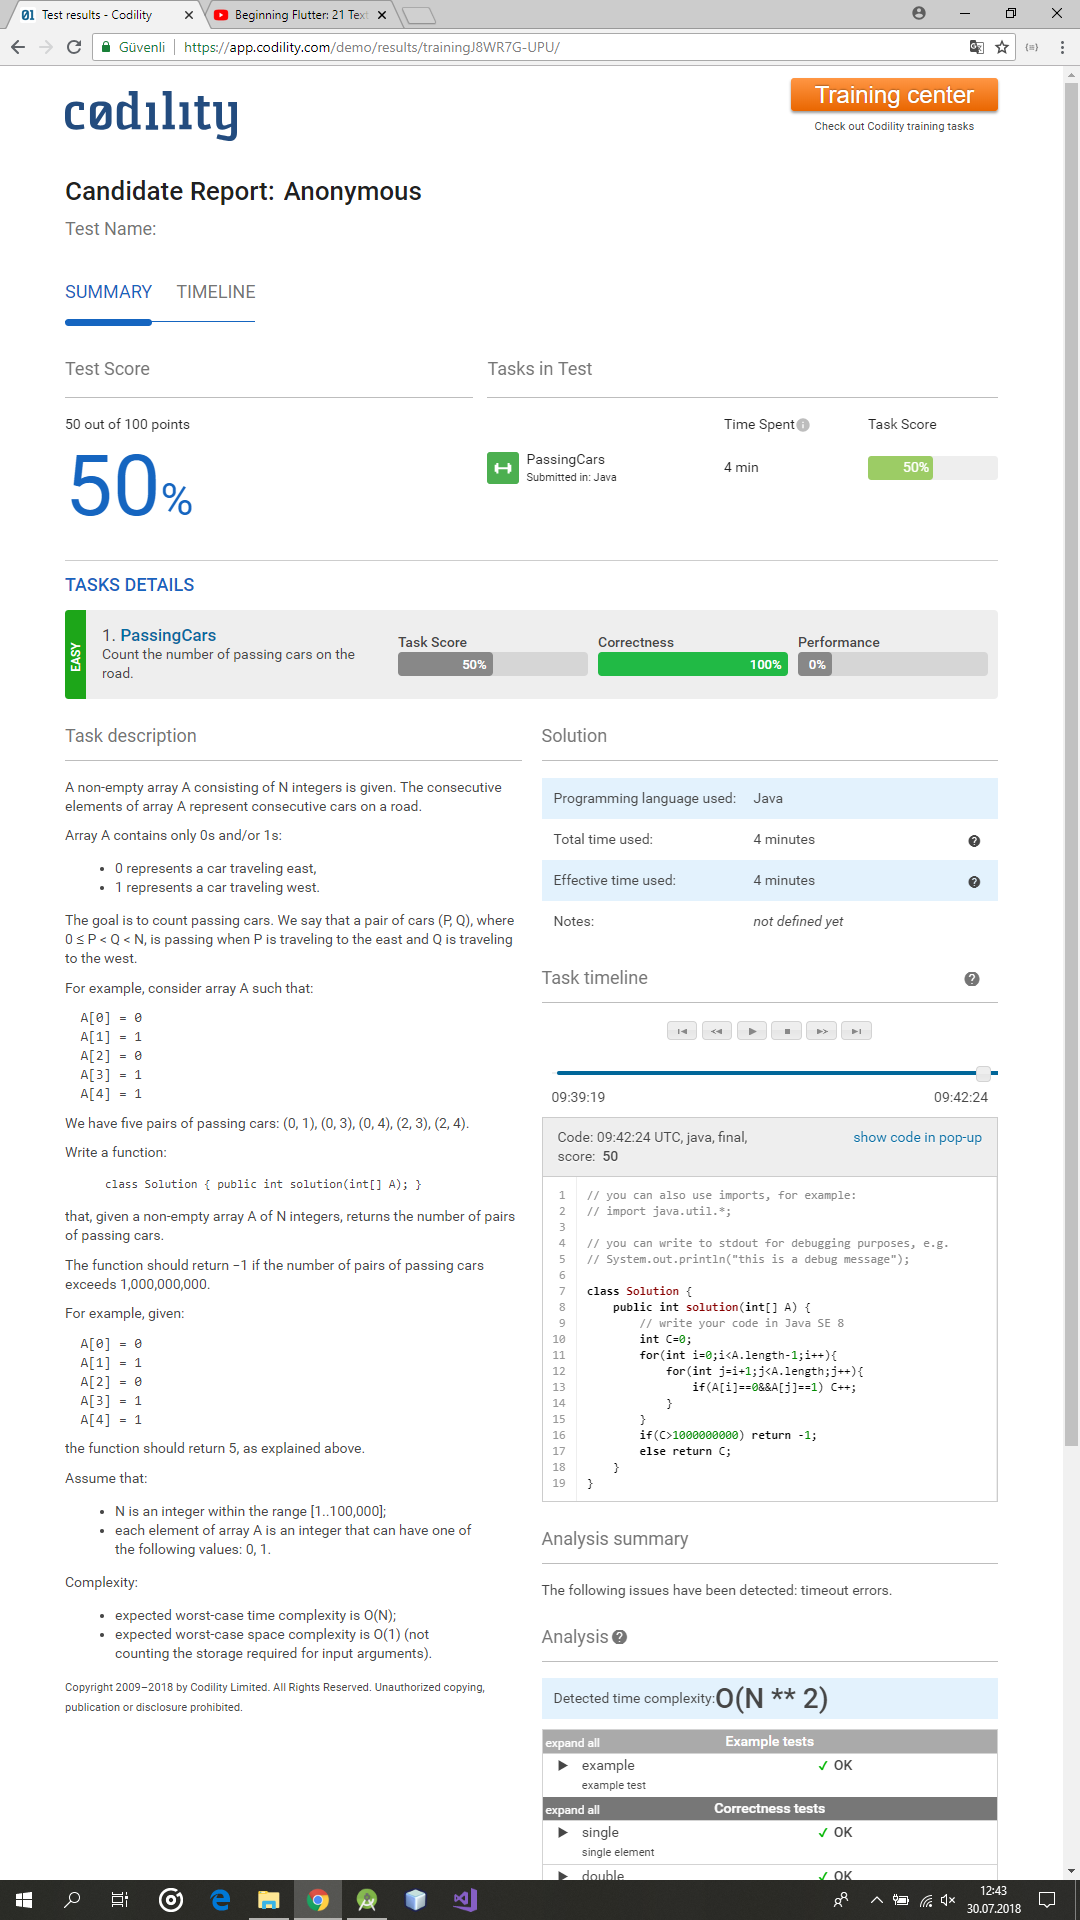 Test results - Codility
Beginning Flutter: 21 Text
Güvenli
https://app.codility.com/demo/results/trainingJ8WR7G-UPU/
codility
Training center
Check out Codility training tasks
Candidate Report: Anonymous
Test Name:
SUMMARY TIMELINE
Test Score
50 out of 100 points
50%
Tasks in Test
Time Spent Task Score
PassingCars
Submitted in: Java
4 min
50%
TASKS DETAILS
EASY
1. PassingCars
Count the number of passing cars on the
road.
Task Score
50%
Correctness
100%
Performance
0%
Task description
A non-empty array A consisting of N integers is given. The consecutive
elements of array A represent consecutive cars on a road.
Array A contains only 0s and/or 1s:
• 0 represents a car traveling east,
• 1 represents a car traveling west.
The goal is to count passing cars. We say that a pair of cars (P, Q), where
0 ≤ P < Q < N, is passing when P is traveling to the east and Q is traveling
to the west.
For example, consider array A such that:
A[0] = 0
A[1] = 1
A[2] = 0
A[3] = 1
A[4] = 1
We have five pairs of passing cars: (0, 1), (0, 3), (0, 4), (2, 3), (2, 4).
Write a function:
class Solution { public int solution(int[] A); }
that, given a non-empty array A of N integers, returns the number of pairs
of passing cars.
The function should return −1 if the number of pairs of passing cars
exceeds 1,000,000,000.
For example, given:
A[0] = 0
A[1] = 1
A[2] = 0
A[3] = 1
A[4] = 1
the function should return 5, as explained above.
Assume that:
• N is an integer within the range [1..100,000];
• each element of array A is an integer that can have one of
the following values: 0, 1.
Complexity:
• expected worst-case time complexity is O(N);
• expected worst-case space complexity is O(1) (not
counting the storage required for input arguments).
Copyright 2009–2018 by Codility Limited. All Rights Reserved. Unauthorized copying,
publication or disclosure prohibited.
Solution
Programming language used: Java
Total time used: 4 minutes
Effective time used: 4 minutes
Notes: not defined yet
Task timeline
09:39:19 09:42:24
Code: 09:42:24 UTC, java, final,
score: 50
show code in pop-up
1 // you can also use imports, for example:
2 // import java.util.*;
3
4 // you can write to stdout for debugging purposes, e.g.
5 // System.out.println("this is a debug message");
6
7 class Solution {
8 public int solution(int[] A) {
9 // write your code in Java SE 8
10 int C=0;
11 for(int i=0;i<A.length-1;i++){
12 for(int j=i+1;j<A.length;j++){
13 if(A[i]==0&&A[j]==1) C++;
14 }
15 }
16 if(C>1000000000) return -1;
17 else return C;
18 }
19 }
Analysis summary
The following issues have been detected: timeout errors.
Analysis
Detected time complexity: O(N ** 2)
expand all Example tests
example ✓ OK
example test
expand all Correctness tests
single ✓ OK
single element
double ✓ OK
12:43
30.07.2018